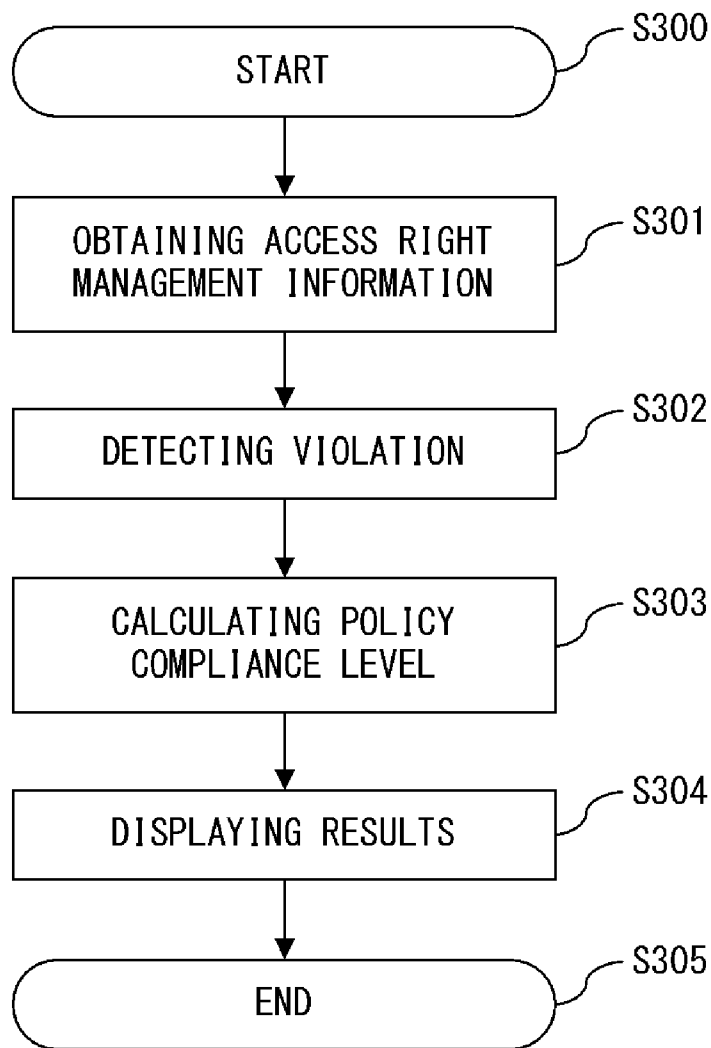 START
S300
OBTAINING ACCESS RIGHT
MANAGEMENT INFORMATION
S301
DETECTING VIOLATION
S302
CALCULATING POLICY
COMPLIANCE LEVEL
S303
DISPLAYING RESULTS
S304
END
S305